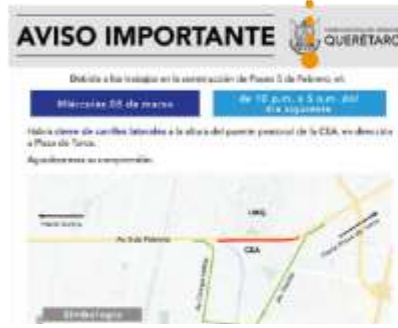 AVISO IMPORTANTE
QUERÉTARO
Debido a los trabajos en la construcción de Paseo 5 de Febrero, el:
Miércoles 08 de marzo
de 10 p.m. a 5 a.m. del
día siguiente
Habrá cierre de carriles laterales a la altura del puente peatonal de la CEA, en dirección
a Plaza de Toros.
Agradecemos su comprensión.
UAQ
CEA
Av. 5 de Febrero
Simbología